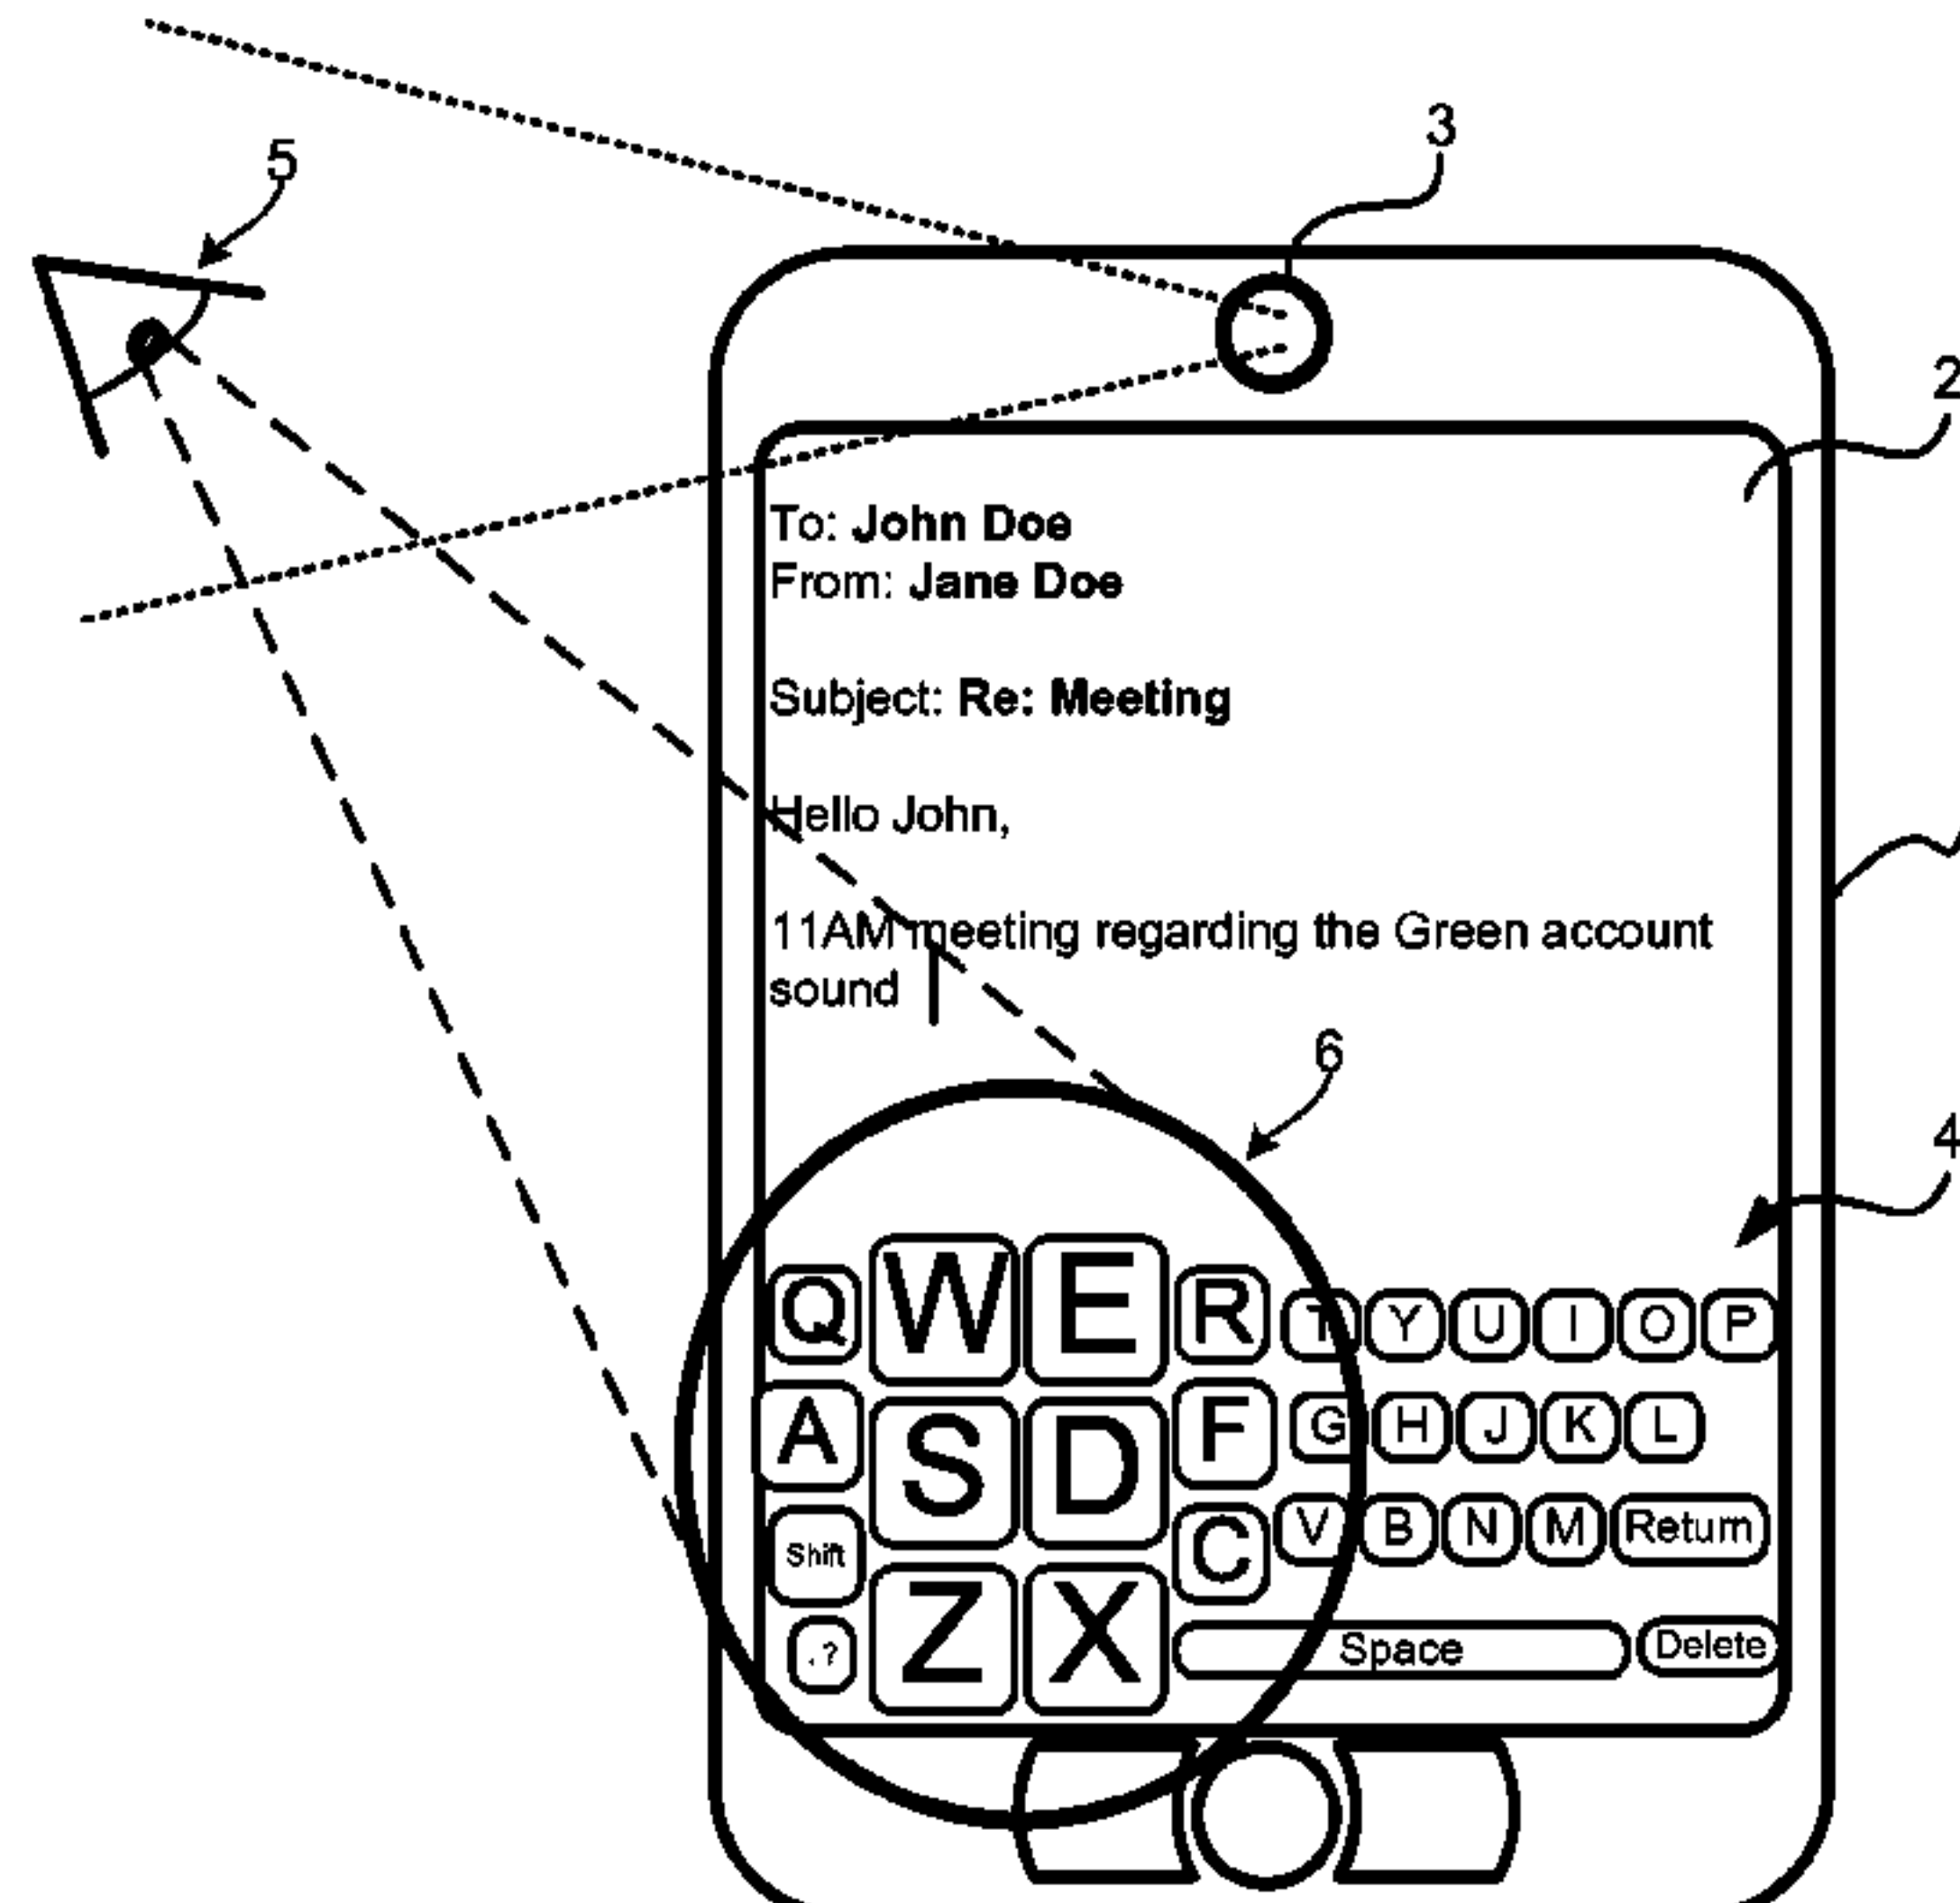 5
3
2
To: John Doe
From: Jane Doe
Subject: Re: Meeting
Hello John,
11AM meeting regarding the Green account
sound
6
4
Q W E R T Y U I O P
A S D F G H J K L
Shift Z X C V B N M Return
.? Space Delete